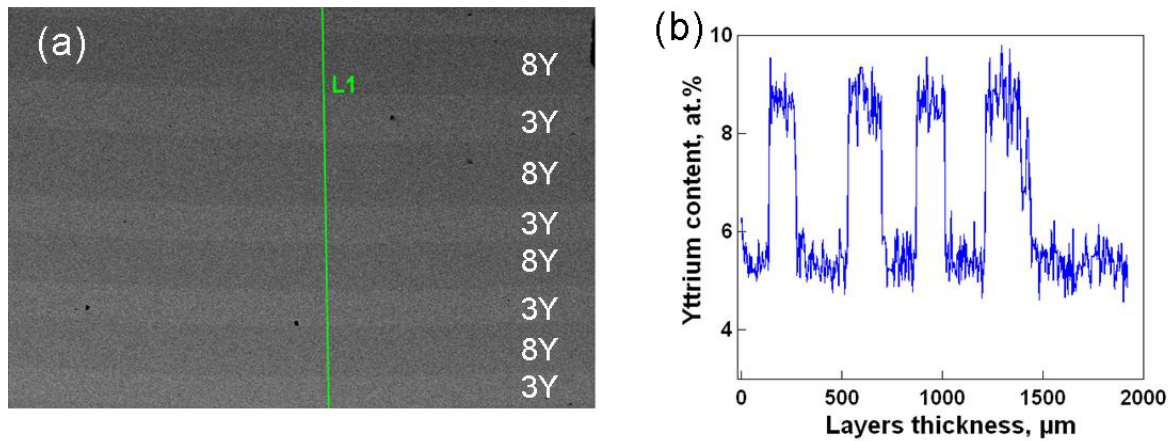 (a)
L1
8Y
3Y
8Y
3Y
8Y
3Y
8Y
3Y
(b)
Yttrium content, at.%
10
8
6
4
0 500 1000 1500 2000
Layers thickness, µm